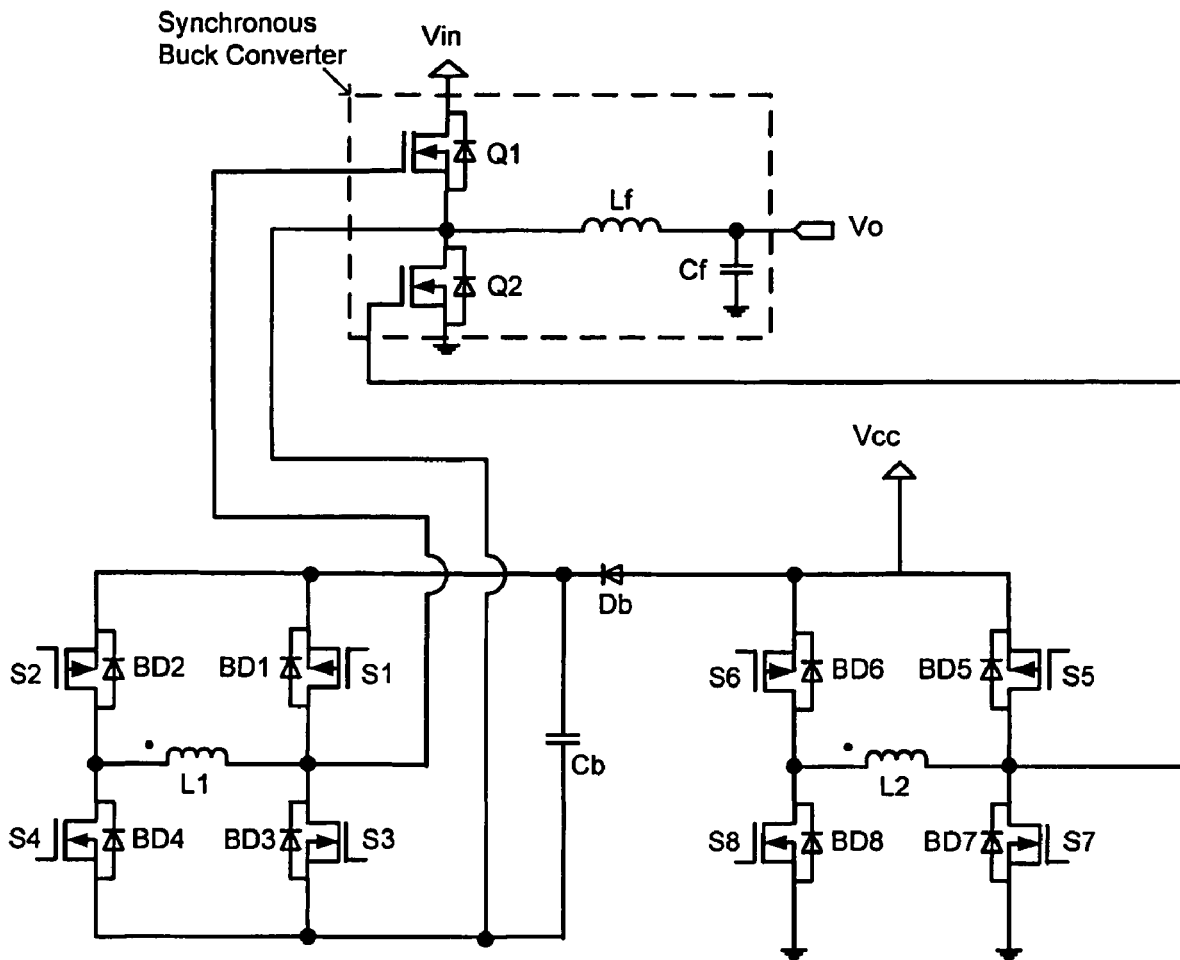 Synchronous
Buck Converter
Vin
Q1
Lf
Vo
Cf
Q2
Vcc
Db
S2
BD2
BD1
S1
S6
BD6
BD5
S5
L1
Cb
L2
S4
BD4
BD3
S3
S8
BD8
BD7
S7